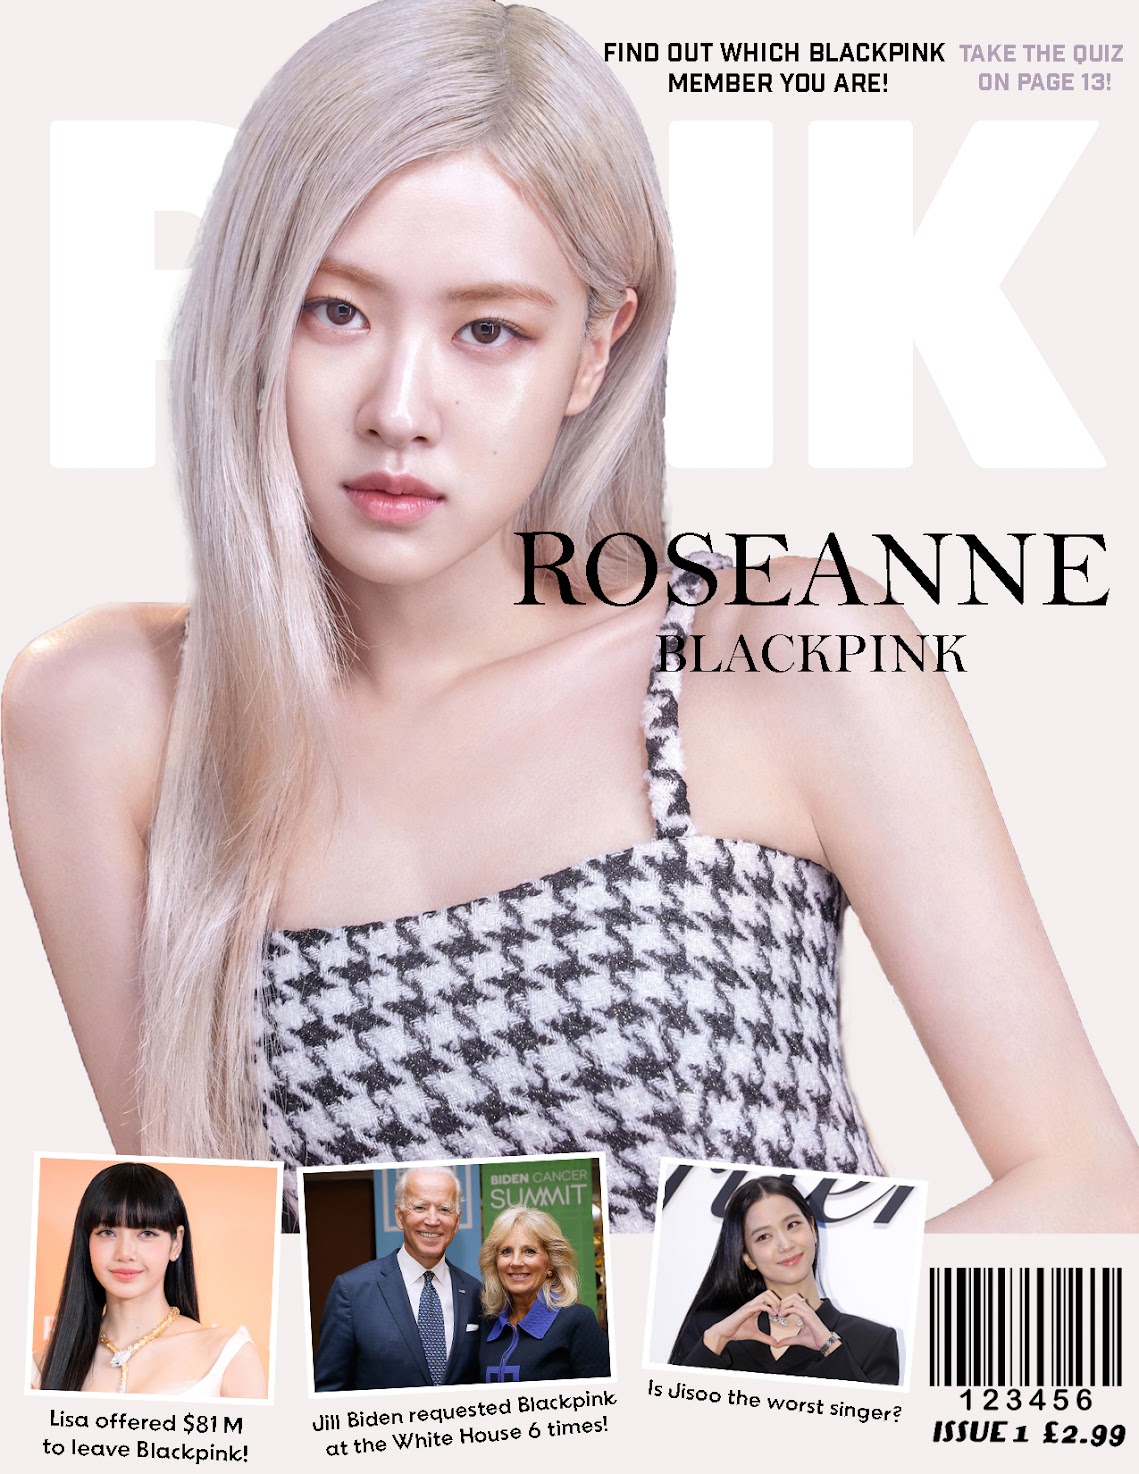 FIND OUT WHICH BLACKPINK
MEMBER YOU ARE!
TAKE THE QUIZ
ON PAGE 13!
PINK
ROSEANNE
BLACKPINK
BIDEN CANCER
SUMMIT
Lisa offered $81 M
to leave Blackpink!
Jill Biden requested Blackpink
at the White House 6 times!
Is Jisoo the worst singer?
123456
ISSUE 1 £2.99